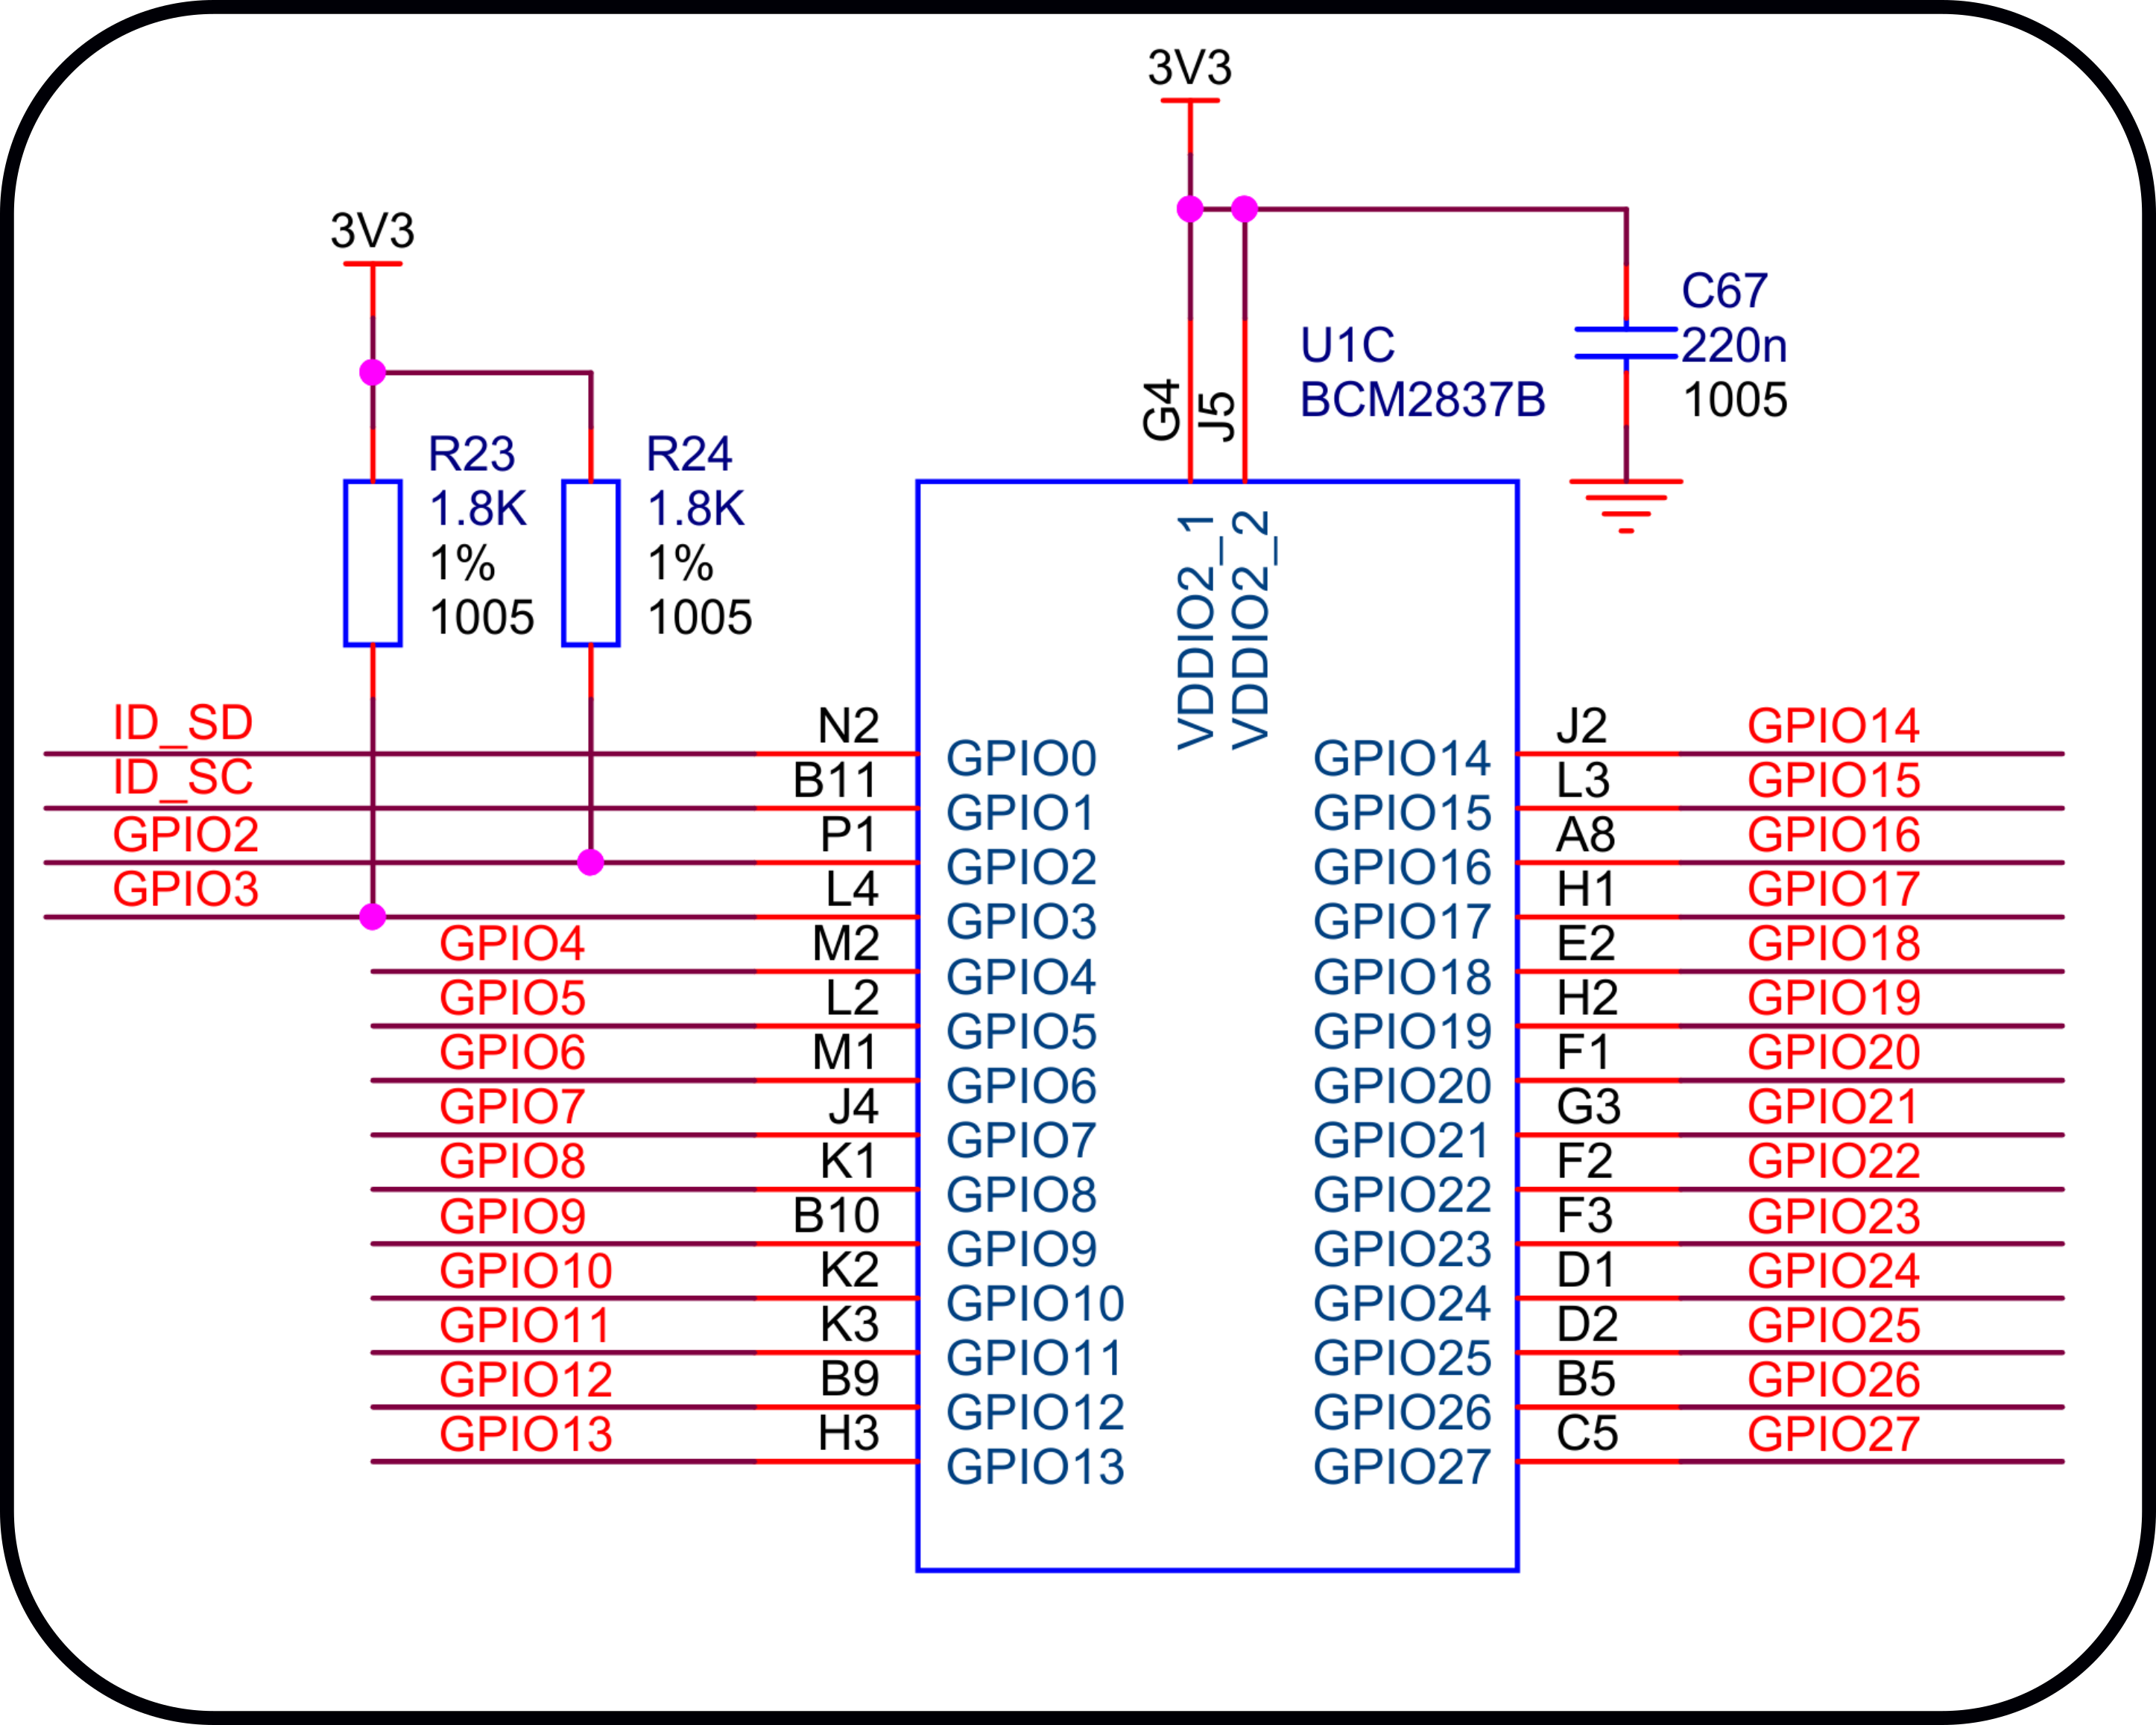 3V3
3V3
R23
1.8K
1%
1005
R24
1.8K
1%
1005
G4
J5
U1C
BCM2837B
C67
220n
1005
VDDIO2_1
VDDIO2_2
ID_SD N2 GPIO0
ID_SC B11 GPIO1
GPIO2 P1 GPIO2
GPIO3 L4 GPIO3
GPIO4 M2 GPIO4
GPIO5 L2 GPIO5
GPIO6 M1 GPIO6
GPIO7 J4 GPIO7
GPIO8 K1 GPIO8
GPIO9 B10 GPIO9
GPIO10 K2 GPIO10
GPIO11 K3 GPIO11
GPIO12 B9 GPIO12
GPIO13 H3 GPIO13
GPIO14 J2 GPIO14
GPIO15 L3 GPIO15
GPIO16 A8 GPIO16
GPIO17 H1 GPIO17
GPIO18 E2 GPIO18
GPIO19 H2 GPIO19
GPIO20 F1 GPIO20
GPIO21 G3 GPIO21
GPIO22 F2 GPIO22
GPIO23 F3 GPIO23
GPIO24 D1 GPIO24
GPIO25 D2 GPIO25
GPIO26 B5 GPIO26
GPIO27 C5 GPIO27